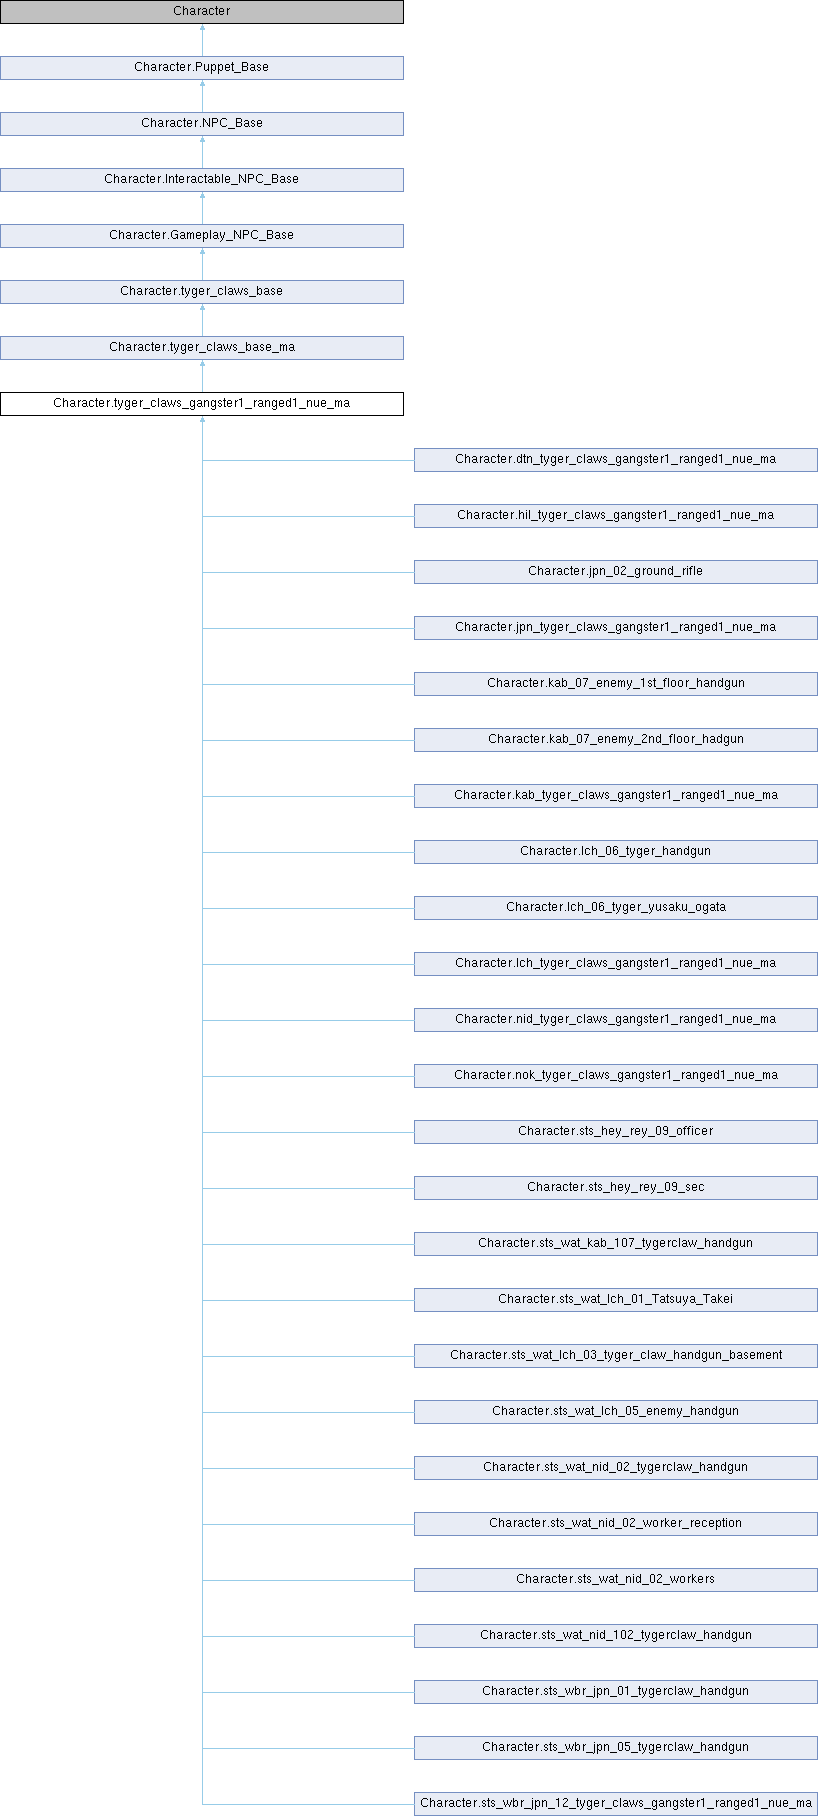 Character
Character.Puppet_Base
Character.NPC_Base
Character.Interactable_NPC_Base
Character.Gameplay_NPC_Base
Character.tyger_claws_base
Character.tyger_claws_base_ma
Character.tyger_claws_gangster1_ranged1_nue_ma
Character.dtn_tyger_claws_gangster1_ranged1_nue_ma
Character.hil_tyger_claws_gangster1_ranged1_nue_ma
Character.jpn_02_ground_rifle
Character.jpn_tyger_claws_gangster1_ranged1_nue_ma
Character.kab_07_enemy_1st_floor_handgun
Character.kab_07_enemy_2nd_floor_hadgun
Character.kab_tyger_claws_gangster1_ranged1_nue_ma
Character.lch_06_tyger_handgun
Character.lch_06_tyger_yusaku_ogata
Character.lch_tyger_claws_gangster1_ranged1_nue_ma
Character.nid_tyger_claws_gangster1_ranged1_nue_ma
Character.nok_tyger_claws_gangster1_ranged1_nue_ma
Character.sts_hey_rey_09_officer
Character.sts_hey_rey_09_sec
Character.sts_wat_kab_107_tygerclaw_handgun
Character.sts_wat_lch_01_Tatsuya_Takei
Character.sts_wat_lch_03_tyger_claw_handgun_basement
Character.sts_wat_lch_05_enemy_handgun
Character.sts_wat_nid_02_tygerclaw_handgun
Character.sts_wat_nid_02_worker_reception
Character.sts_wat_nid_02_workers
Character.sts_wat_nid_102_tygerclaw_handgun
Character.sts_wbr_jpn_01_tygerclaw_handgun
Character.sts_wbr_jpn_05_tygerclaw_handgun
Character.sts_wbr_jpn_12_tyger_claws_gangster1_ranged1_nue_ma